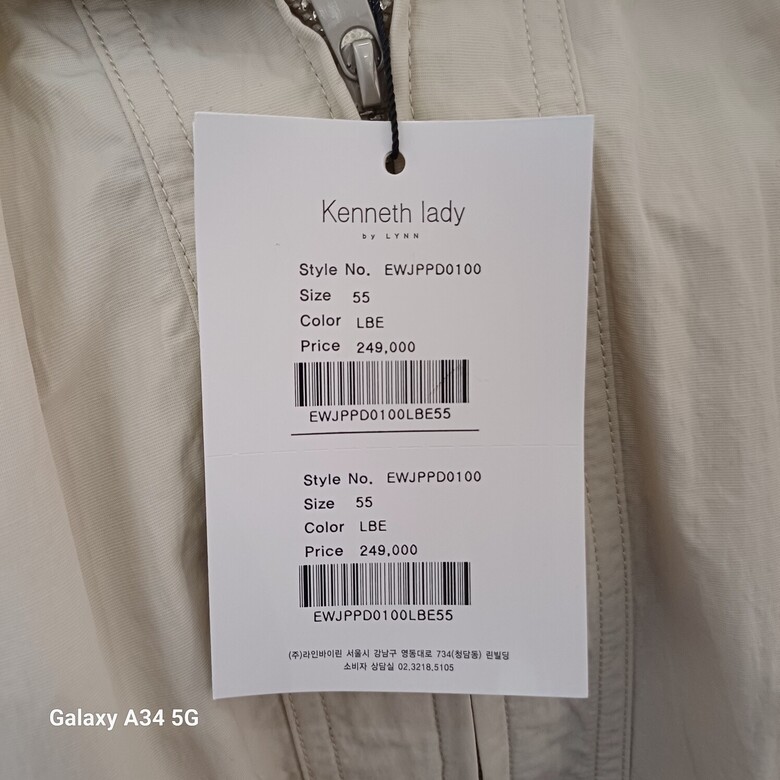 Kenneth lady
by LYNN
Style No. EWJPPD0100
Size 55
Color LBE
Price 249,000
EWJPPD0100LBE55
Style No. EWJPPD0100
Size 55
Color LBE
Price 249,000
EWJPPD0100LBE55
(주)라인바이린 서울시 강남구 영동대로 734(청담동) 린빌딩
소비자 상담실 02.3218.5105
Galaxy A34 5G